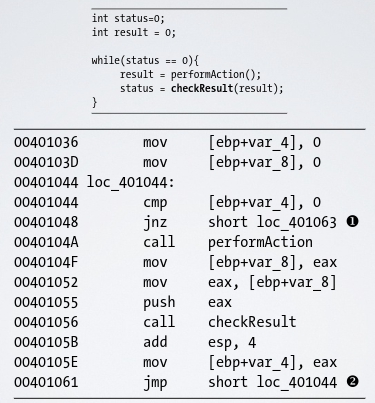 int status=0;
int result = 0;
while(status == 0){
result = performAction();
status = checkResult(result);
}
00401036 mov [ebp+var_4], 0
0040103D mov [ebp+var_8], 0
00401044 loc_401044:
00401044 cmp [ebp+var_4], 0
00401048 jnz short loc_401063 ❶
0040104A call performAction
0040104F mov [ebp+var_8], eax
00401052 mov eax, [ebp+var_8]
00401055 push eax
00401056 call checkResult
0040105B add esp, 4
0040105E mov [ebp+var_4], eax
00401061 jmp short loc_401044 ❷